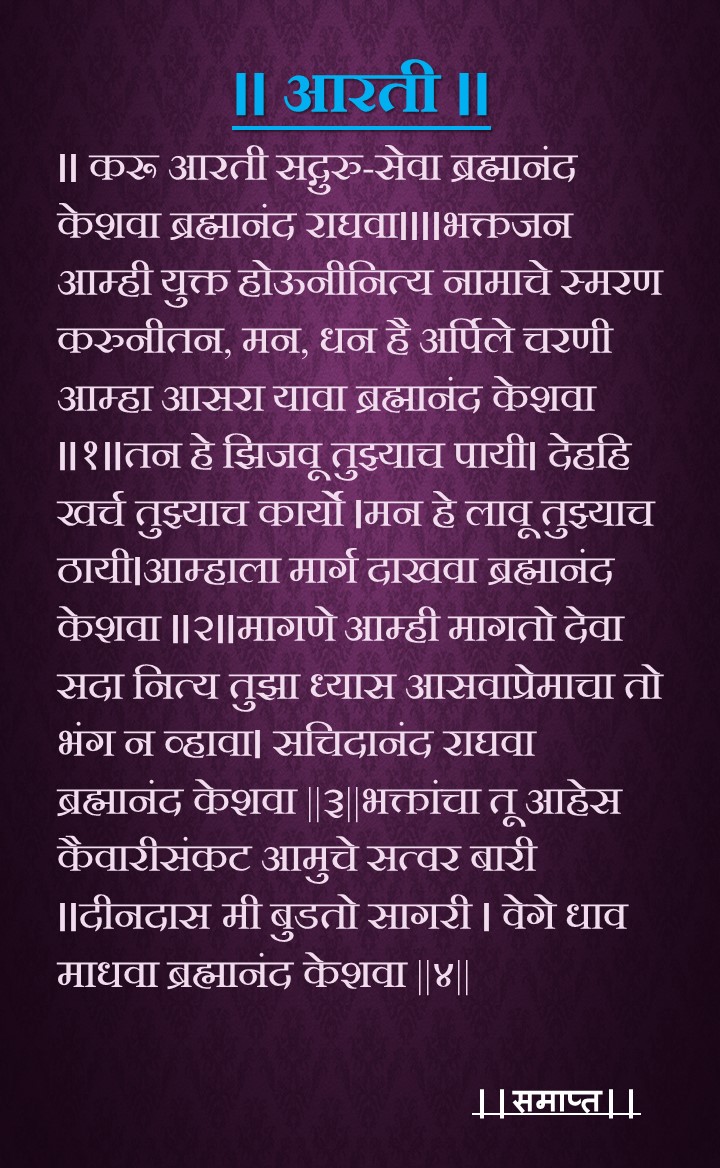 ॥ आरती ॥
॥ करू आरती सद्गुरु-सेवा ब्रह्मानंद
केशवा ब्रह्मानंद राघवा॥॥भक्तजन
आम्ही युक्त होऊनीनित्य नामाचे स्मरण
करुनीतन, मन, धन है अर्पिले चरणी
आम्हा आसरा यावा ब्रह्मानंद केशवा
॥१॥तन हे झिजवू तुझ्याच पायी। देहहि
खर्च तुझ्याच कार्यो ।मन हे लावू तुझ्याच
ठायी।आम्हाला मार्ग दाखवा ब्रह्मानंद
केशवा ॥२॥मागणे आम्ही मागतो देवा
सदा नित्य तुझा ध्यास आसवाप्रेमाचा तो
भंग न व्हावा। सचिदानंद राघवा
ब्रह्मानंद केशवा ||३||भक्तांचा तू आहेस
कैवारीसंकट आमुचे सत्वर बारी
॥दीनदास मी बुडतो सागरी । वेगे धाव
माधवा ब्रह्मानंद केशवा ||४||
||समाप्त||